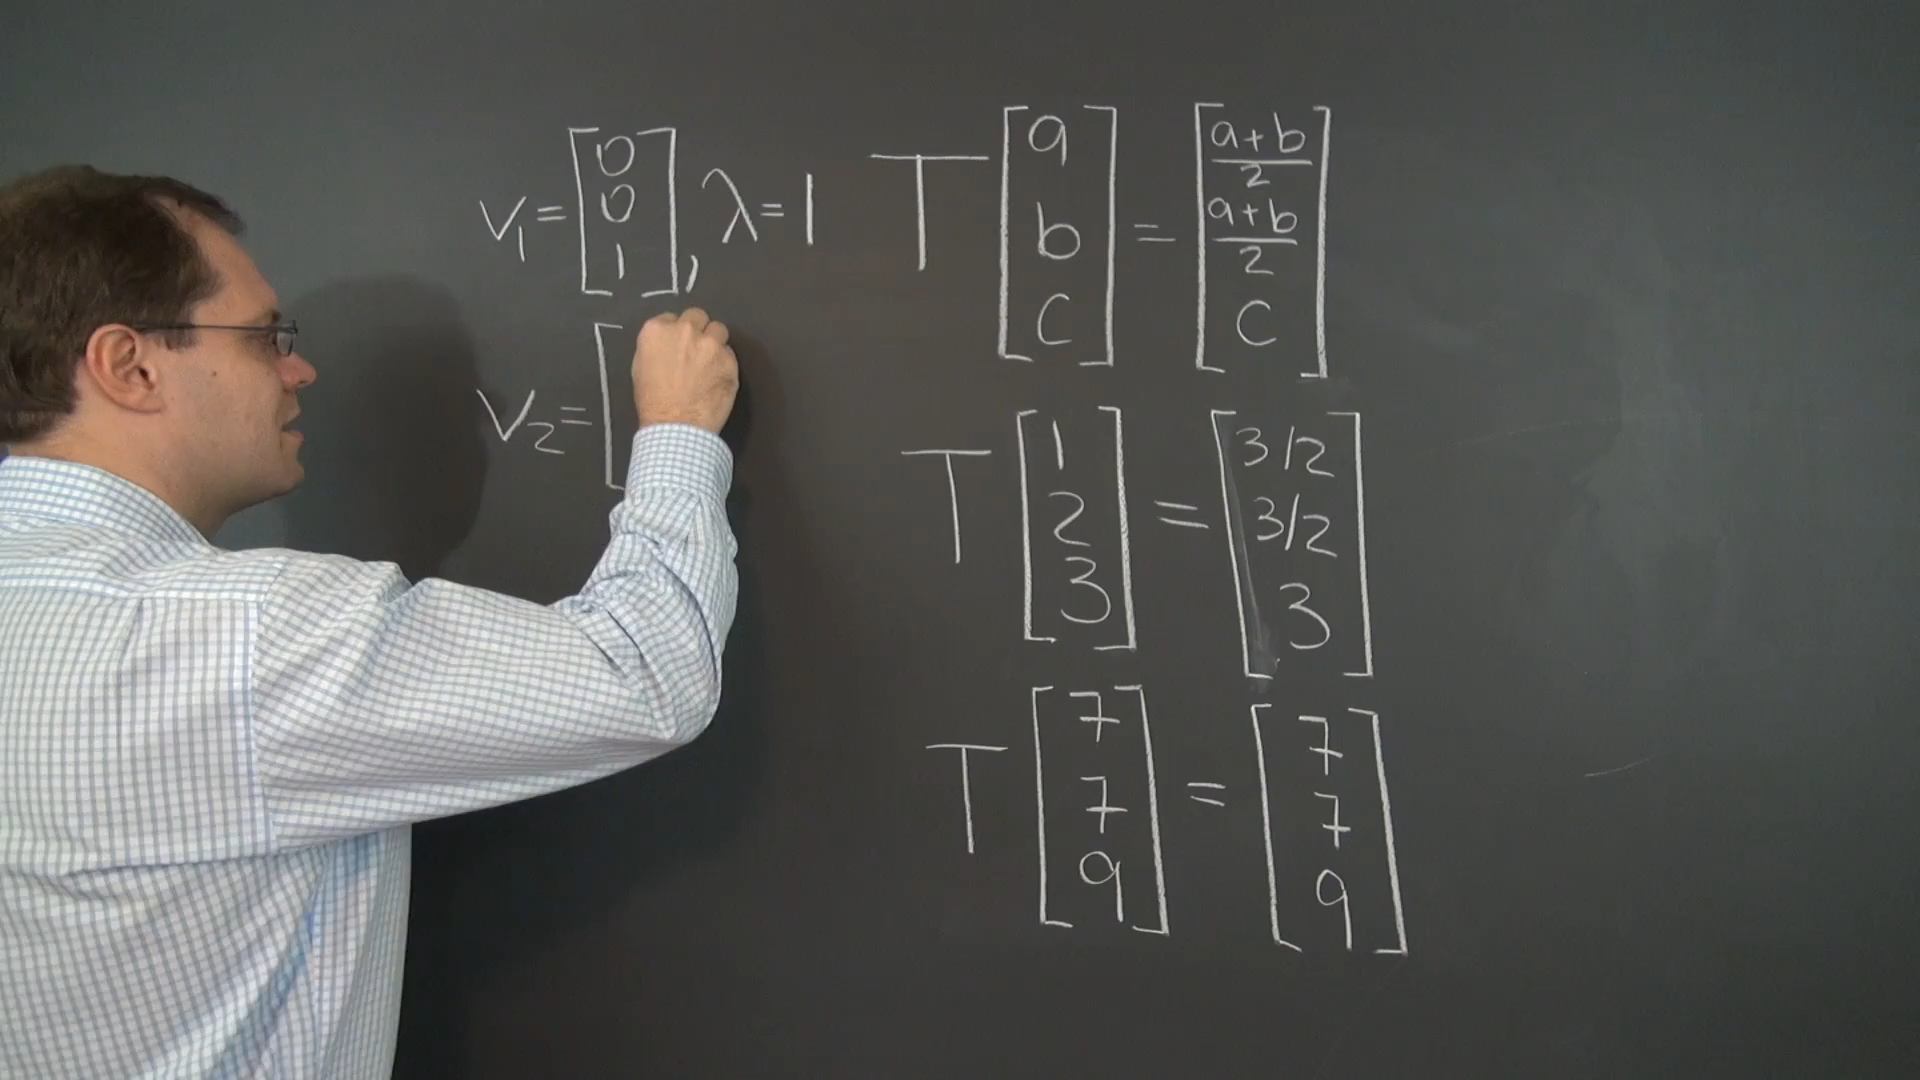 v₁ = [0 0 1], λ = 1
v₂ = [
T [a b c] = [(a+b)/2 (a+b)/2 c]
T [1 2 3] = [3/2 3/2 3]
T [7 7 9] = [7 7 9]